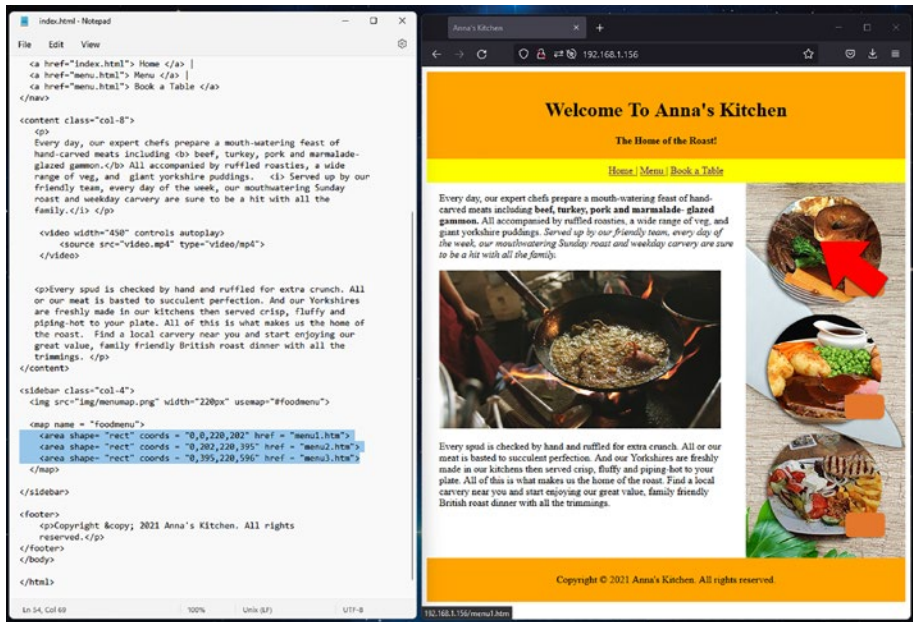 index.html - Notepad
File Edit View
<a href="index.html"> Home </a> |
<a href="menu.html"> Menu </a> |
<a href="menu.html"> Book a Table </a>
</nav>
<content class="col-8">
<p>
Every day, our expert chefs prepare a mouth-watering feast of
hand-carved meats including <b> beef, turkey, pork and marmalade-
glazed gammon.</b> All accompanied by ruffled roasties, a wide
range of veg, and  giant yorkshire puddings.   <i> Served up by our
friendly team, every day of the week, our mouthwatering Sunday
roast and weekday carvery are sure to be a hit with all the
family.</i> </p>
<video width="450" controls autoplay>
<source src="video.mp4" type="video/mp4">
</video>
<p>Every spud is checked by hand and ruffled for extra crunch. All
or our meat is basted to succulent perfection. And our Yorkshires
are freshly made in our kitchens then served crisp, fluffy and
piping-hot to your plate. All of this is what makes us the home of
the roast.  Find a local carvery near you and start enjoying our
great value, family friendly British roast dinner with all the
trimmings. </p>
</content>
<sidebar class="col-4">
<img src="img/menumap.png" width="220px" usemap="#foodmenu">
<map name = "foodmenu">
<area shape= "rect" coords = "0,0,220,202" href = "menu1.htm">
<area shape= "rect" coords = "0,202,220,395" href = "menu2.htm">
<area shape= "rect" coords = "0,395,220,596" href = "menu3.htm">
</map>
</sidebar>
<footer>
<p>Copyright &copy; 2021 Anna's Kitchen. All rights
reserved.</p>
</footer>
</body>
</html>
Ln 54, Col 69 100% Unix (LF) UTF-8
Anna's Kitchen
192.168.1.156
Welcome To Anna's Kitchen
The Home of the Roast!
Home | Menu | Book a Table
Every day, our expert chefs prepare a mouth-watering feast of hand-
carved meats including beef, turkey, pork and marmalade- glazed
gammon. All accompanied by ruffled roasties, a wide range of veg, and
giant yorkshire puddings. Served up by our friendly team, every day of
the week, our mouthwatering Sunday roast and weekday carvery are sure
to be a hit with all the family.
Every spud is checked by hand and ruffled for extra crunch. All or our
meat is basted to succulent perfection. And our Yorkshires are freshly
made in our kitchens then served crisp, fluffy and piping-hot to your
plate. All of this is what makes us the home of the roast. Find a local
carvery near you and start enjoying our great value, family friendly
British roast dinner with all the trimmings.
Copyright © 2021 Anna's Kitchen. All rights reserved.
192.168.1.156/menu1.htm